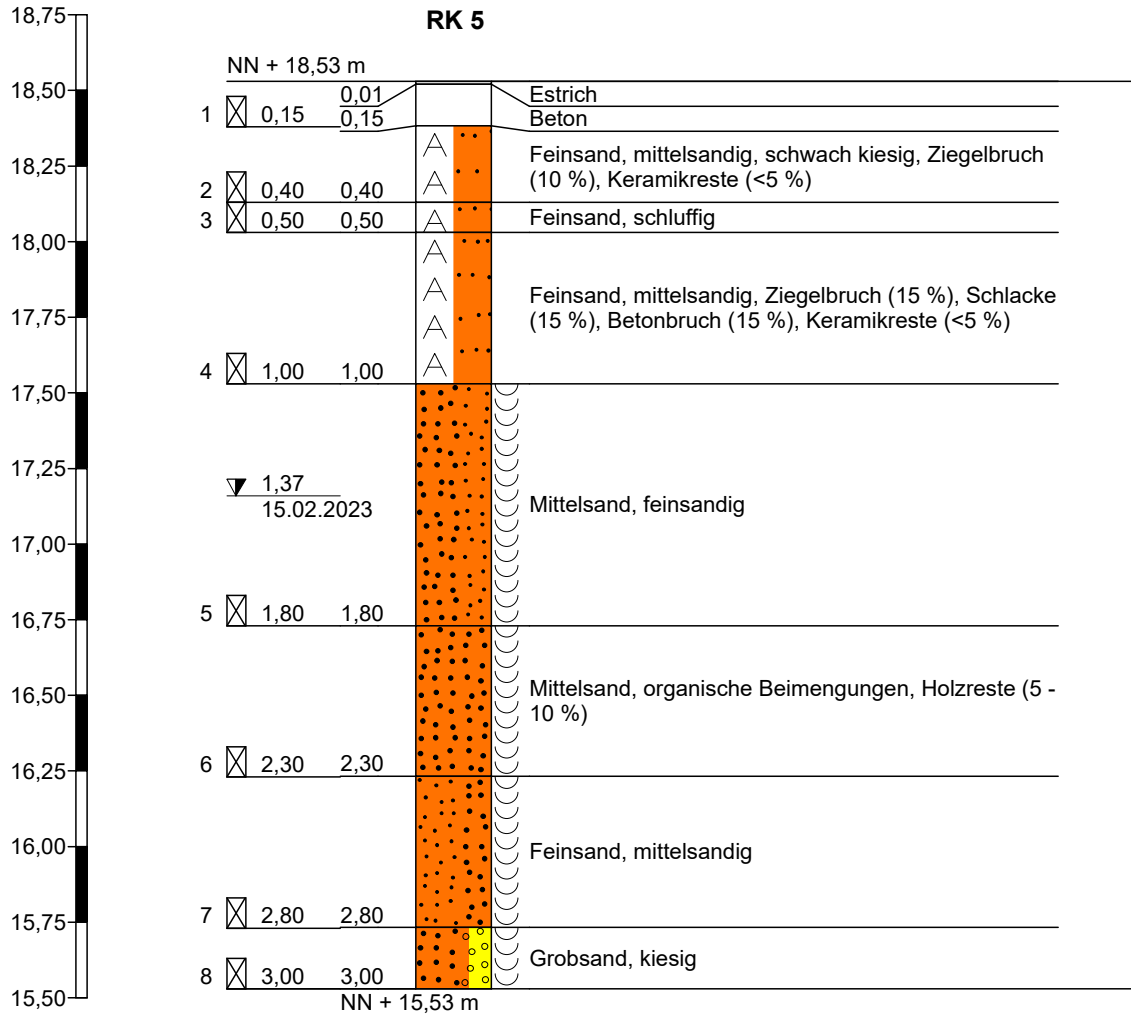 18,75
RK 5
NN + 18,53 m
18,50
0,01 Estrich
1 0,15 0,15 Beton
18,25
Feinsand, mittelsandig, schwach kiesig, Ziegelbruch
(10 %), Keramikreste (<5 %)
2 0,40 0,40
3 0,50 0,50 Feinsand, schluffig
18,00
A
A
A
A
A
A
A
Feinsand, mittelsandig, Ziegelbruch (15 %), Schlacke
(15 %), Betonbruch (15 %), Keramikreste (<5 %)
17,75
4 1,00 1,00
17,50
17,25
1,37
15.02.2023
Mittelsand, feinsandig
17,00
5 1,80 1,80
16,75
16,50
Mittelsand, organische Beimengungen, Holzreste (5 -
10 %)
6 2,30 2,30
16,25
16,00
Feinsand, mittelsandig
7 2,80 2,80
15,75
Grobsand, kiesig
8 3,00 3,00
15,50
NN + 15,53 m